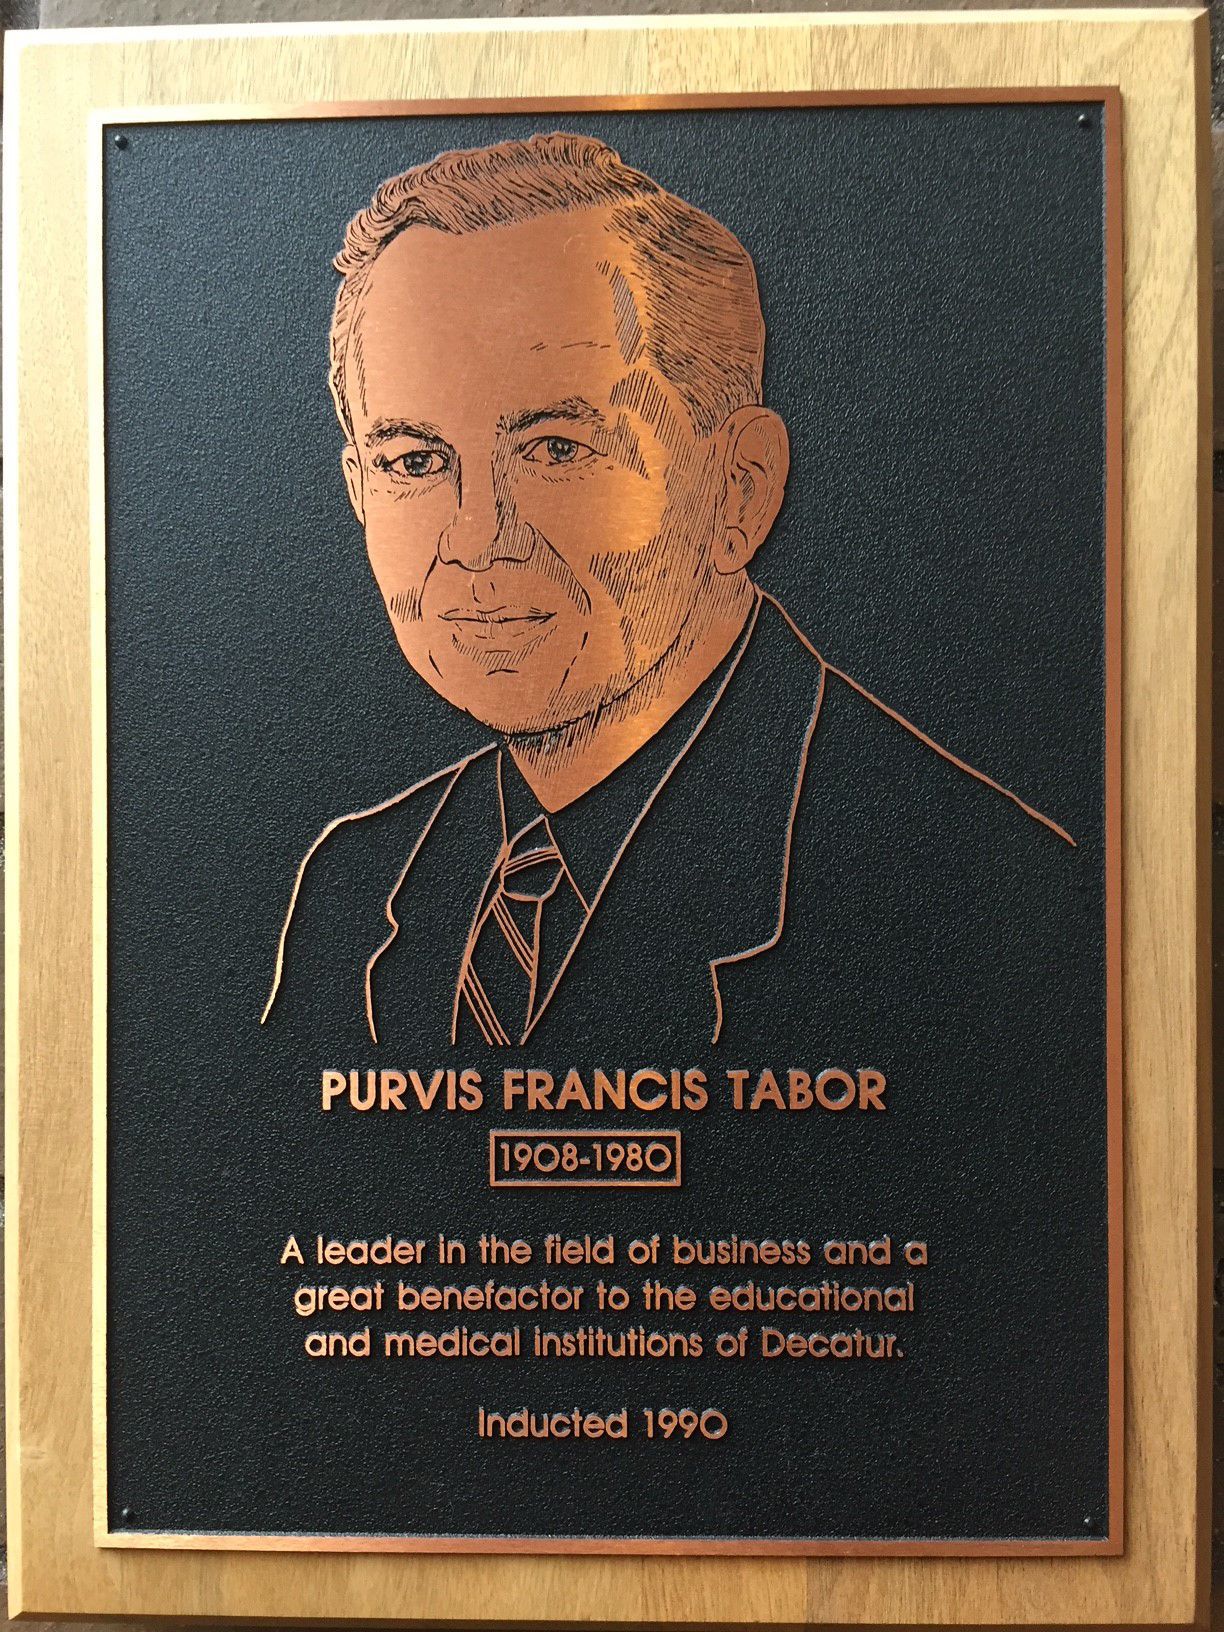 PURVIS FRANCIS TABOR
1908-1980
A leader in the field of business and a
great benefactor to the educational
and medical institutions of Decatur.
Inducted 1990